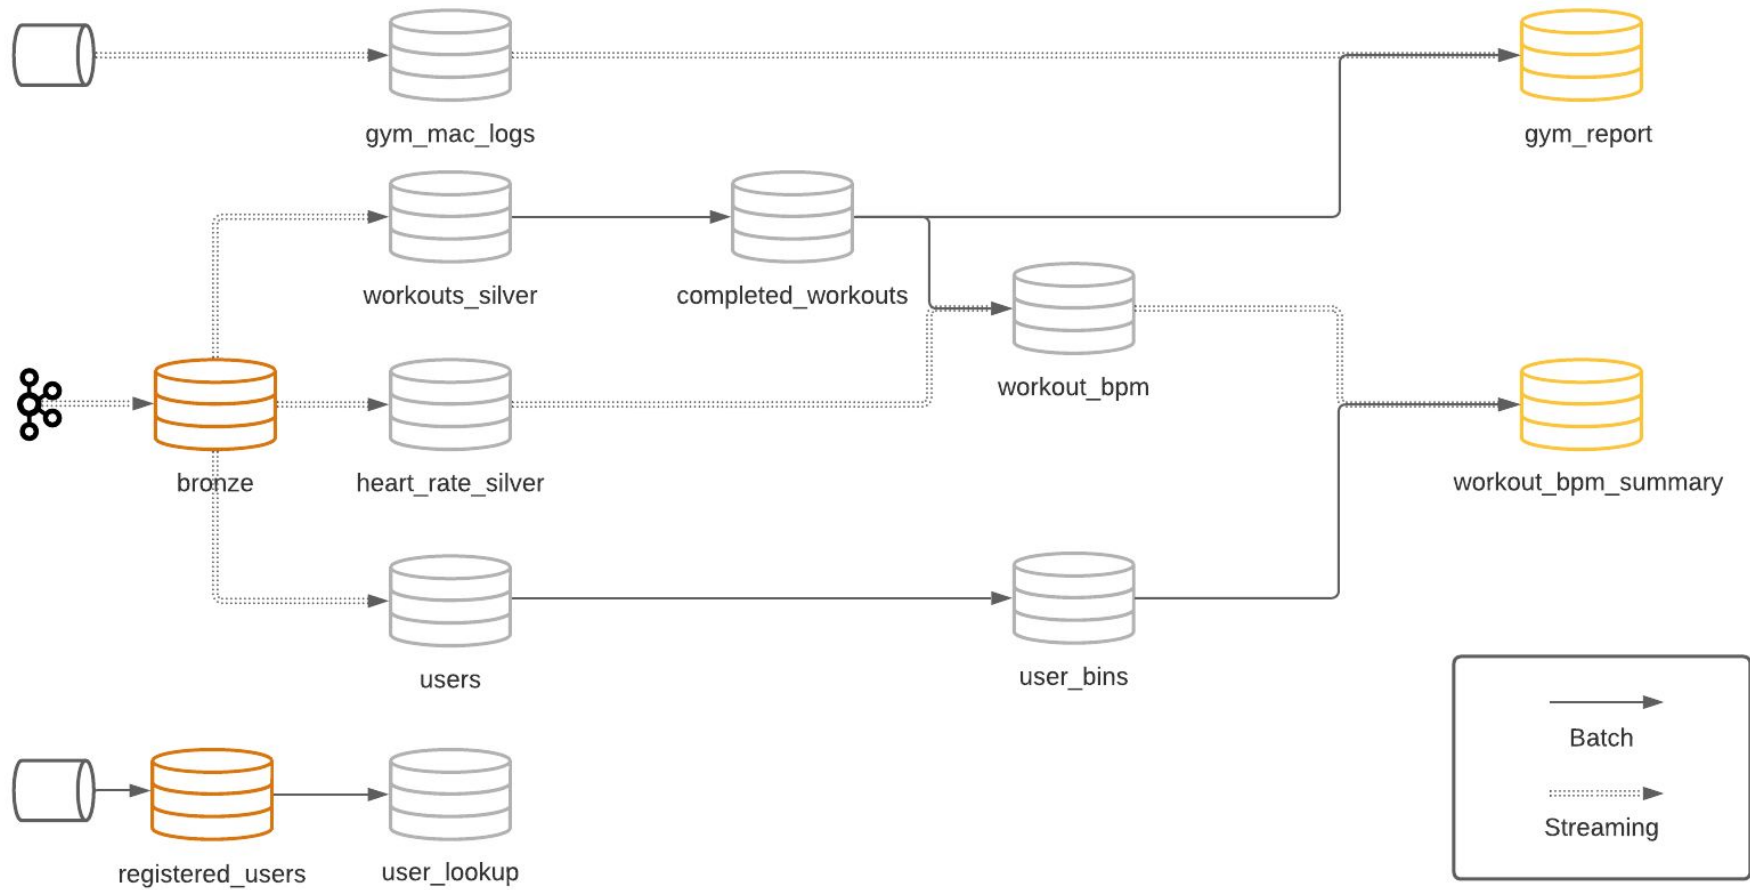 gym_mac_logs
gym_report
workouts_silver
completed_workouts
workout_bpm
bronze
heart_rate_silver
workout_bpm_summary
users
user_bins
Batch
Streaming
registered_users
user_lookup